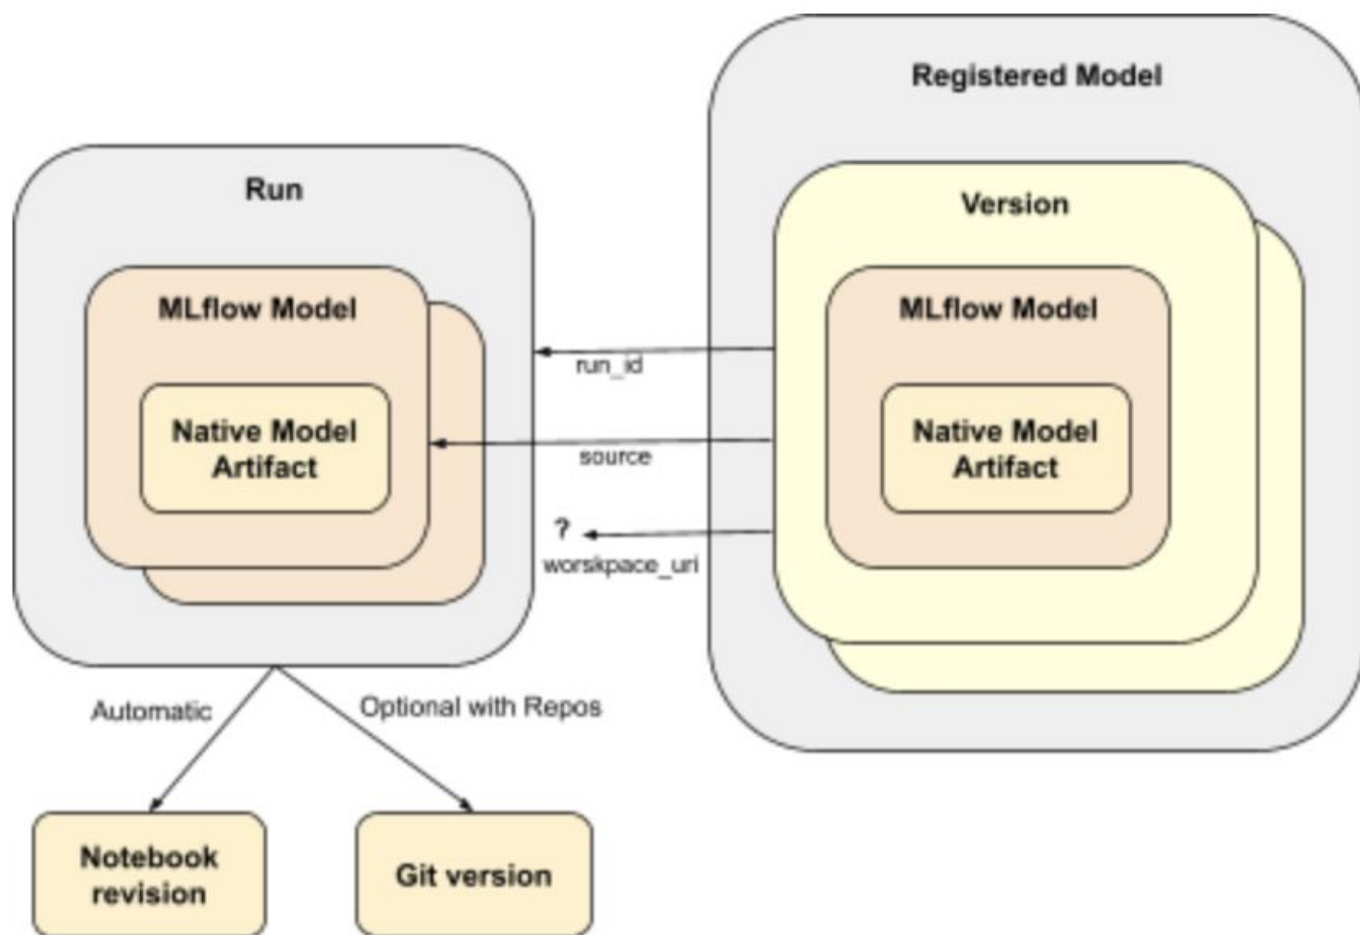 Registered Model
Run
Version
MLflow Model
MLflow Model
run_id
Native Model
Artifact
Native Model
Artifact
source
?
worskpace_uri
Automatic
Optional with Repos
Notebook
revision
Git version